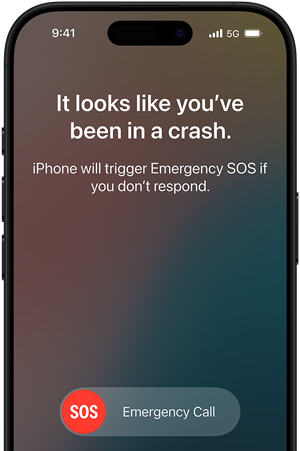 9:41 5G
It looks like you’ve
been in a crash.
iPhone will trigger Emergency SOS if
you don’t respond.
SOS Emergency Call